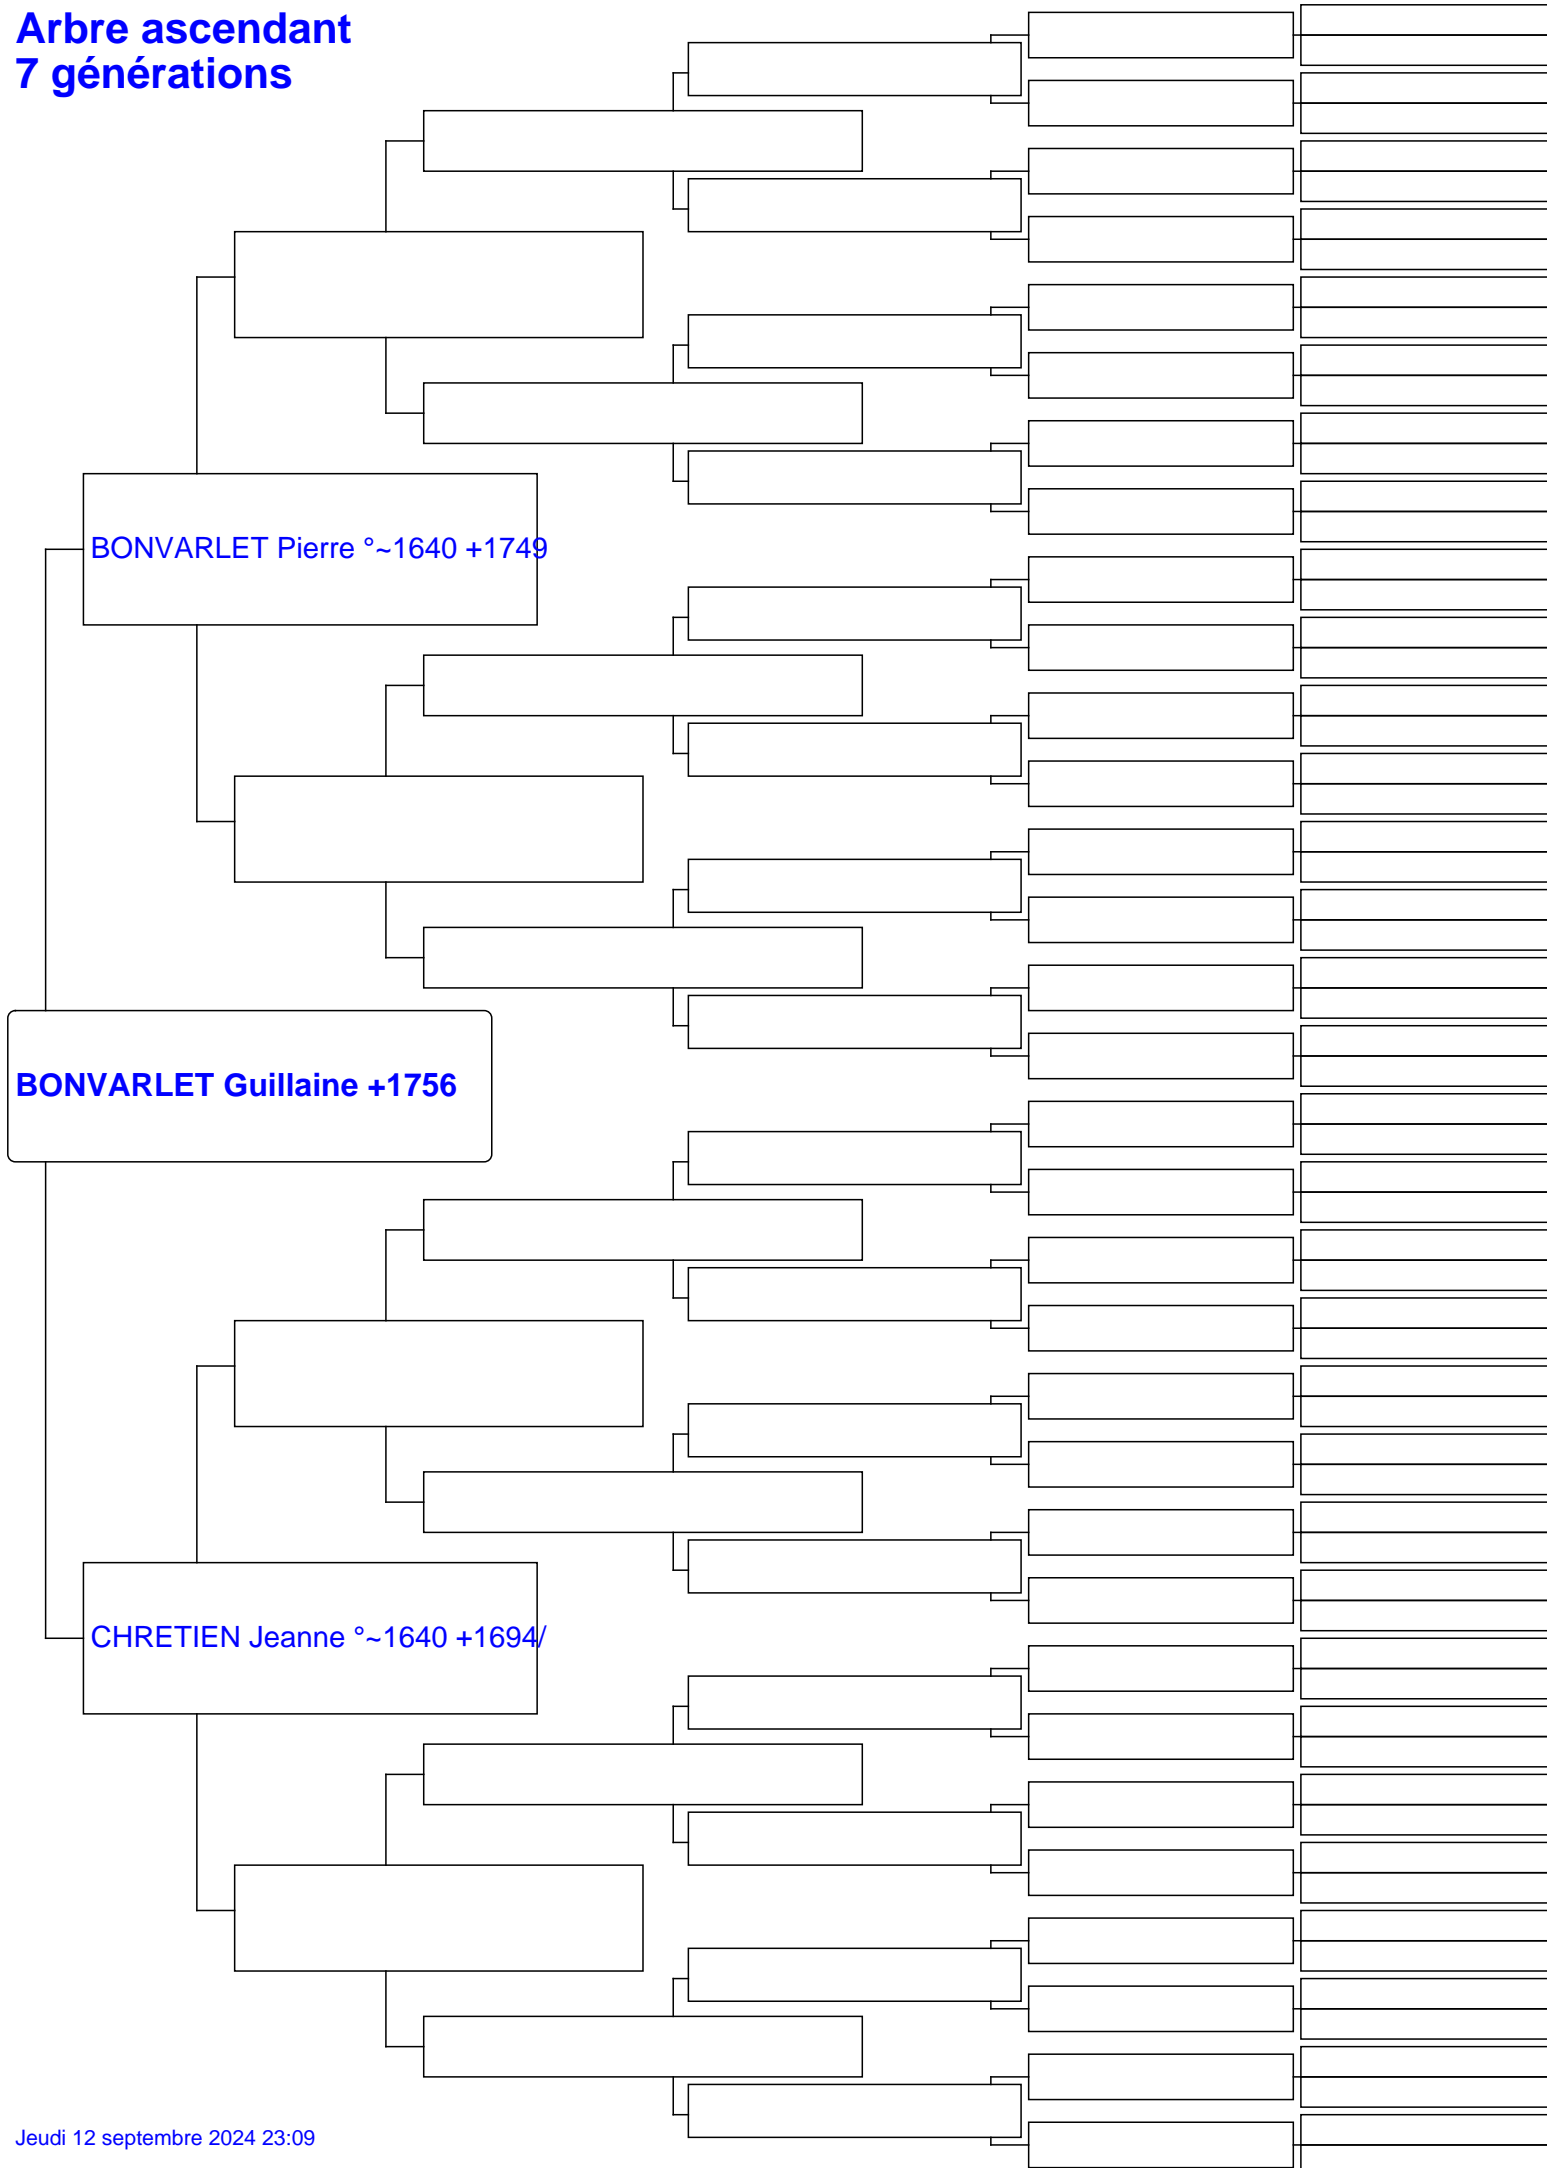 Arbre ascendant
7 générations
BONVARLET Pierre °~1640 +1749
BONVARLET Guillaine +1756
CHRETIEN Jeanne °~1640 +1694/
Jeudi 12 septembre 2024 23:09